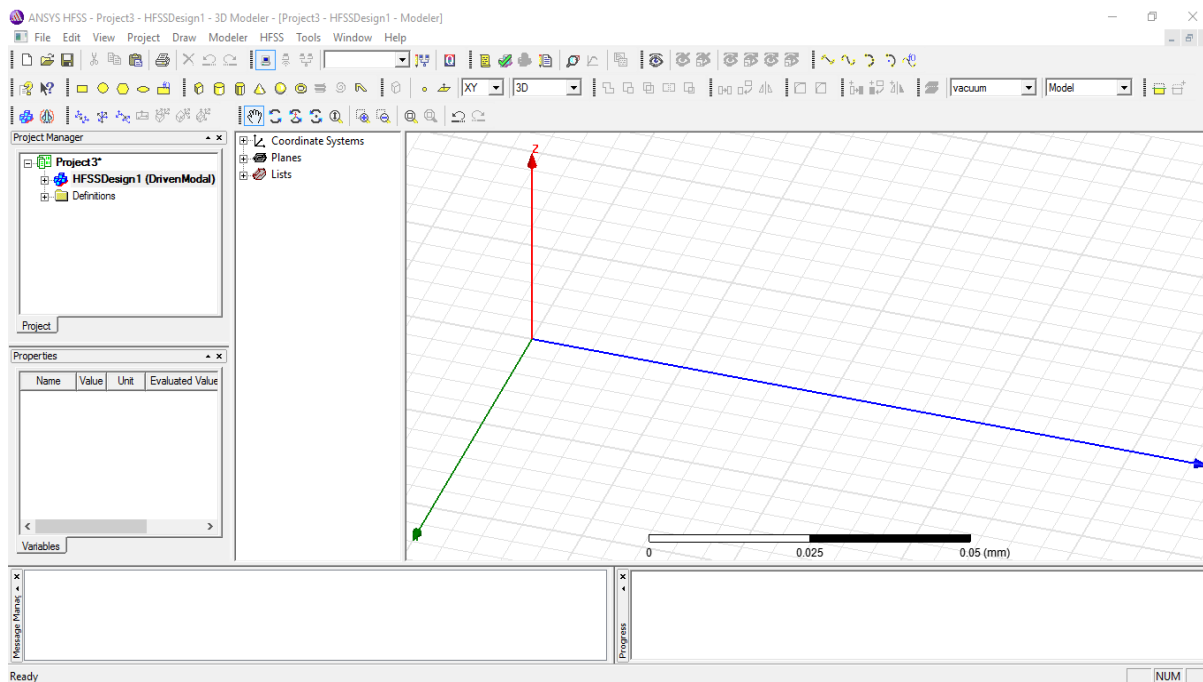 ANSYS HFSS - Project3 - HFSSDesign1 - 3D Modeler - [Project3 - HFSSDesign1 - Modeler]
File Edit View Project Draw Modeler HFSS Tools Window Help
XY 3D vacuum Model
Project Manager
Project3*
HFSSDesign1 (DrivenModal)
Definitions
Project
Properties
Name Value Unit Evaluated Value
Variables
Coordinate Systems
Planes
Lists
Z
0 0.025 0.05 (mm)
Message Manag
Progress
Ready
NUM